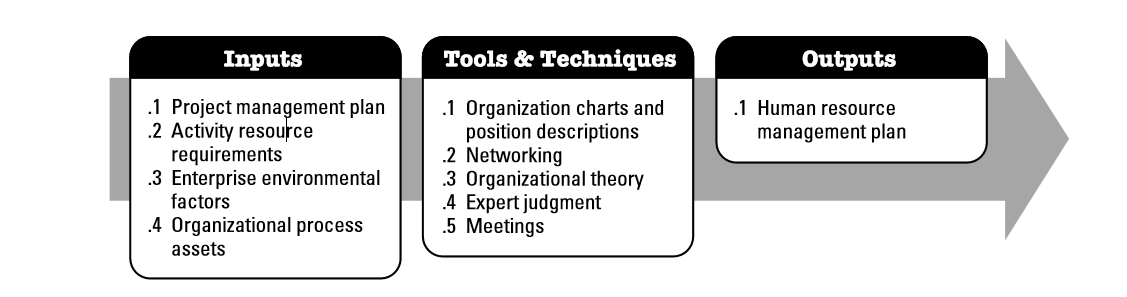 Inputs
.1 Project management plan
.2 Activity resource
requirements
.3 Enterprise environmental
factors
.4 Organizational process
assets
Tools & Techniques
.1 Organization charts and
position descriptions
.2 Networking
.3 Organizational theory
.4 Expert judgment
.5 Meetings
Outputs
.1 Human resource
management plan